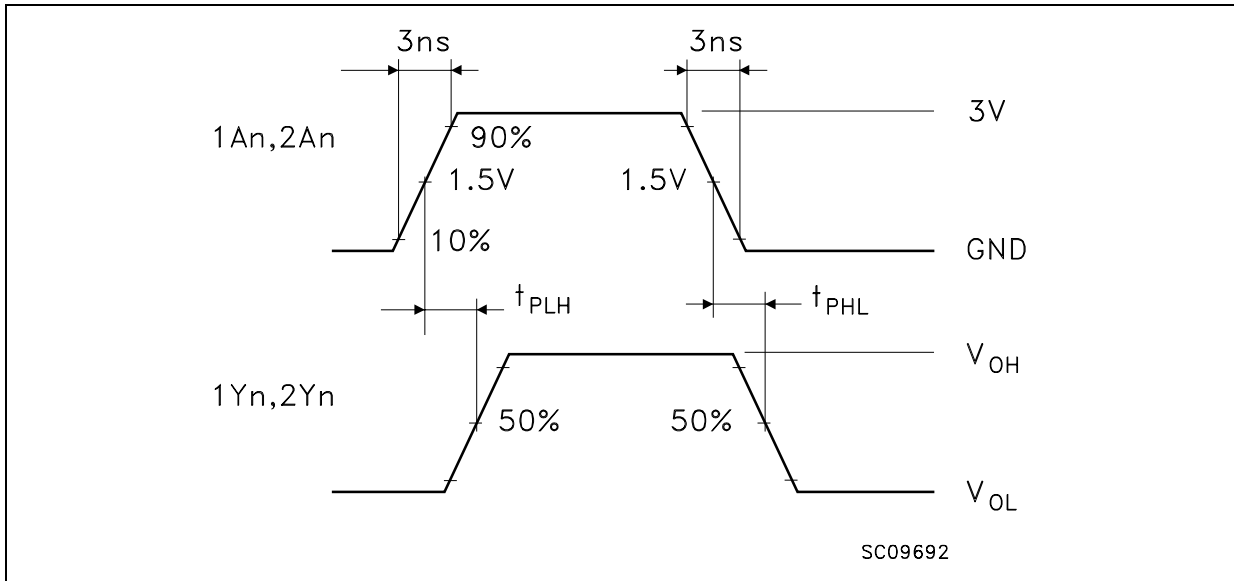 3ns 3ns
3V
1An,2An
90%
1.5V 1.5V
10%
GND
tPLH tPHL
VOH
1Yn,2Yn
50% 50%
VOL
SC09692